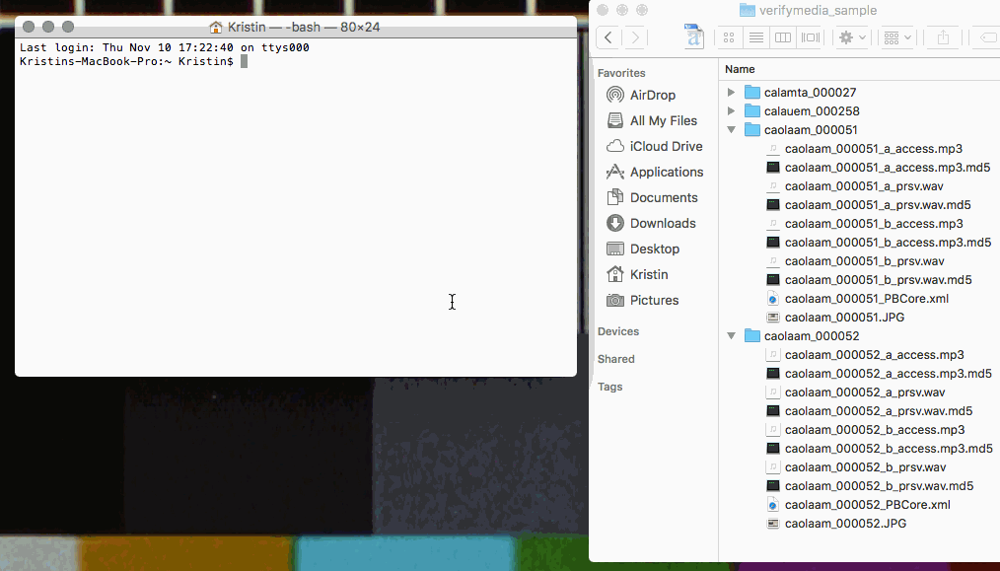 Kristin — -bash — 80×24
Last login: Thu Nov 10 17:22:40 on ttys000
Kristins-MacBook-Pro:~ Kristin$
verifymedia_sample
Favorites
AirDrop
All My Files
iCloud Drive
Applications
Documents
Downloads
Desktop
Kristin
Pictures
Devices
Shared
Tags
Name
calamta_000027
calauem_000258
caolaam_000051
caolaam_000051_a_access.mp3
caolaam_000051_a_access.mp3.md5
caolaam_000051_a_prsv.wav
caolaam_000051_a_prsv.wav.md5
caolaam_000051_b_access.mp3
caolaam_000051_b_access.mp3.md5
caolaam_000051_b_prsv.wav
caolaam_000051_b_prsv.wav.md5
caolaam_000051_PBCore.xml
caolaam_000051.JPG
caolaam_000052
caolaam_000052_a_access.mp3
caolaam_000052_a_access.mp3.md5
caolaam_000052_a_prsv.wav
caolaam_000052_a_prsv.wav.md5
caolaam_000052_b_access.mp3
caolaam_000052_b_access.mp3.md5
caolaam_000052_b_prsv.wav
caolaam_000052_b_prsv.wav.md5
caolaam_000052_PBCore.xml
caolaam_000052.JPG